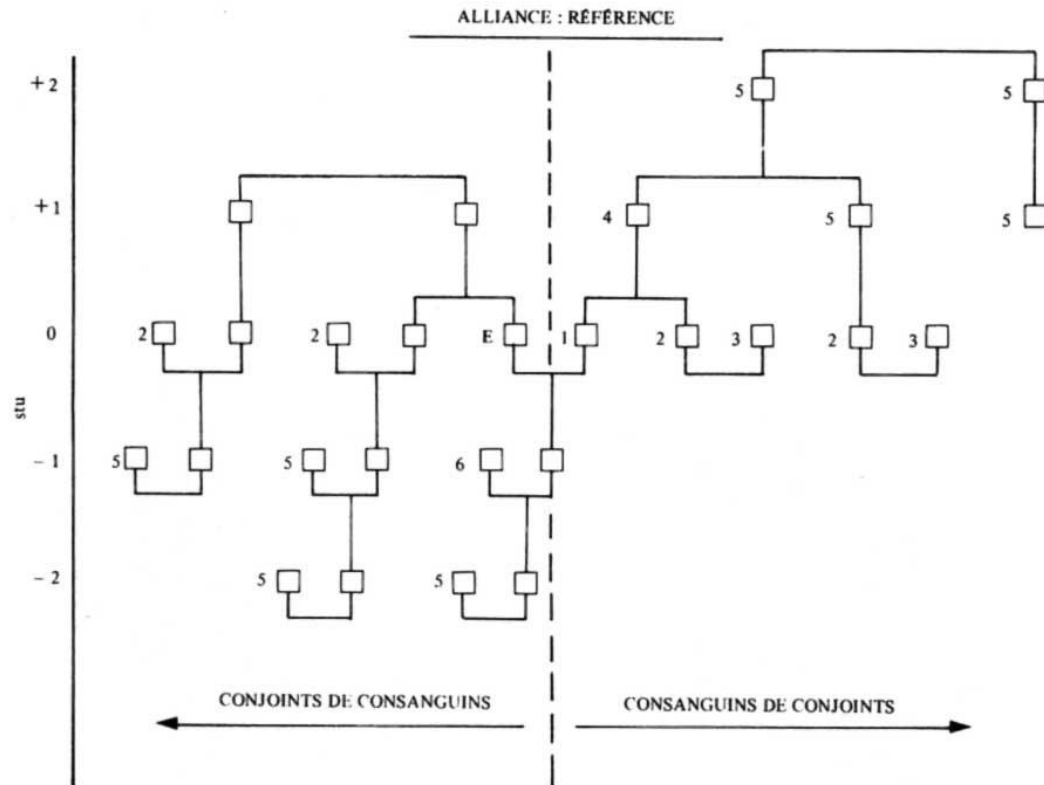 ALLIANCE : RÉFÉRENCE
+2 5 5
+1 4 5 5
0 2 2 E 1 2 3 2 3
stu
-1 5 5 6
-2 5 5
CONJOINTS DE CONSANGUINS CONSANGUINS DE CONJOINTS